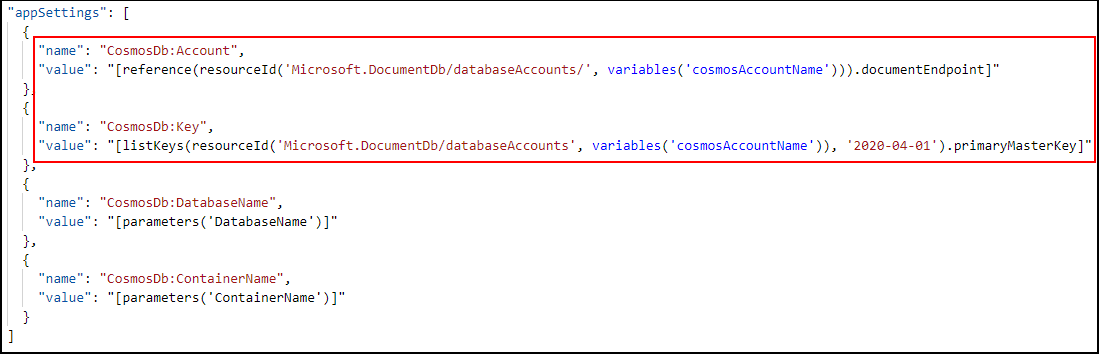 "appSettings": [
{
"name": "CosmosDb:Account",
"value": "[reference(resourceId('Microsoft.DocumentDb/databaseAccounts/', variables('cosmosAccountName'))).documentEndpoint]"
},
{
"name": "CosmosDb:Key",
"value": "[listKeys(resourceId('Microsoft.DocumentDb/databaseAccounts', variables('cosmosAccountName')), '2020-04-01').primaryMasterKey]"
},
{
"name": "CosmosDb:DatabaseName",
"value": "[parameters('DatabaseName')]"
},
{
"name": "CosmosDb:ContainerName",
"value": "[parameters('ContainerName')]"
}
]